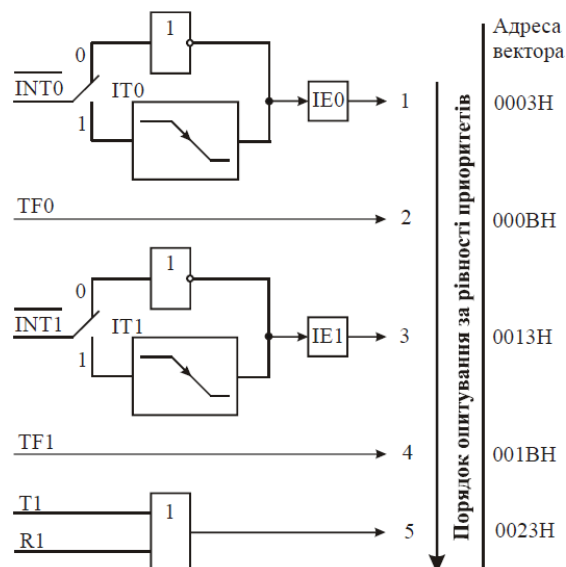 Адреса
вектора
1
0
INT0
IT0
1
IE0
1
0003H
TF0
2
000BH
1
0
INT1
IT1
1
IE1
3
0013H
TF1
4
001BH
T1
R1
1
5
0023H
Порядок опитування за рівності приоритетів